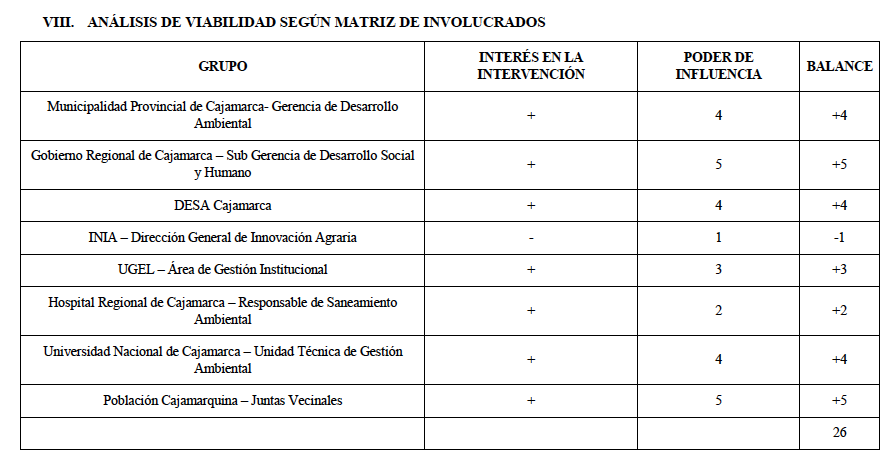 VIII. ANÁLISIS DE VIABILIDAD SEGÚN MATRIZ DE INVOLUCRADOS
GRUPO
INTERÉS EN LA
INTERVENCIÓN
PODER DE
INFLUENCIA
BALANCE
Municipalidad Provincial de Cajamarca- Gerencia de Desarrollo
Ambiental
+
4
+4
Gobierno Regional de Cajamarca – Sub Gerencia de Desarrollo Social
y Humano
+
5
+5
DESA Cajamarca
+
4
+4
INIA – Dirección General de Innovación Agraria
-
1
-1
UGEL – Área de Gestión Institucional
+
3
+3
Hospital Regional de Cajamarca – Responsable de Saneamiento
Ambiental
+
2
+2
Universidad Nacional de Cajamarca – Unidad Técnica de Gestión
Ambiental
+
4
+4
Población Cajamarquina – Juntas Vecinales
+
5
+5
26